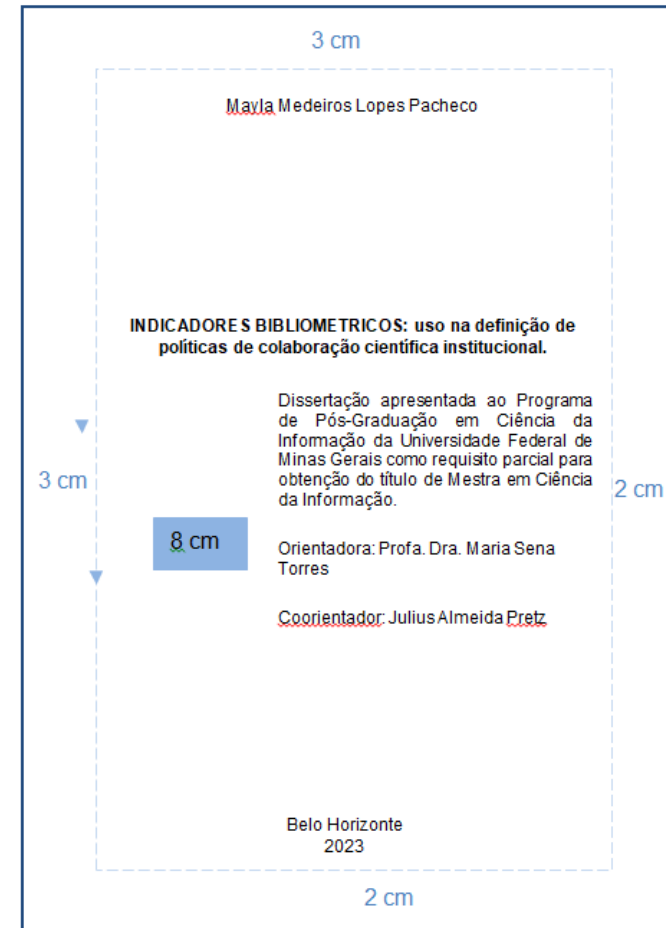 3 cm
Mayla Medeiros Lopes Pacheco
INDICADORES BIBLIOMETRICOS: uso na definição de
políticas de colaboração científica institucional.
Dissertação apresentada ao Programa
de Pós-Graduação em Ciência da
Informação da Universidade Federal de
Minas Gerais como requisito parcial para
obtenção do título de Mestra em Ciência
da Informação.
3 cm
2 cm
8 cm
Orientadora: Profa. Dra. Maria Sena
Torres
Coorientador: Julius Almeida Pretz
Belo Horizonte
2023
2 cm